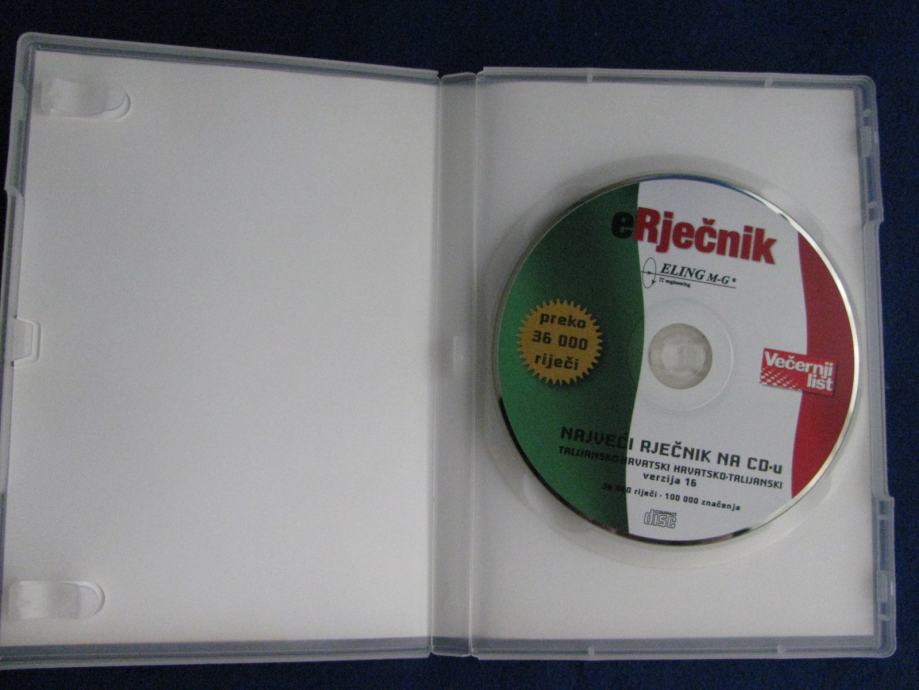 eRječnik
ELING M-G®
IT engineering
preko
36 000
riječi
Večernji
list
NAJVEĆI RJEČNIK NA CD-u
TALIJANSKO-HRVATSKI HRVATSKO-TALIJANSKI
verzija 16
riječi - 100 000 značenja
disc